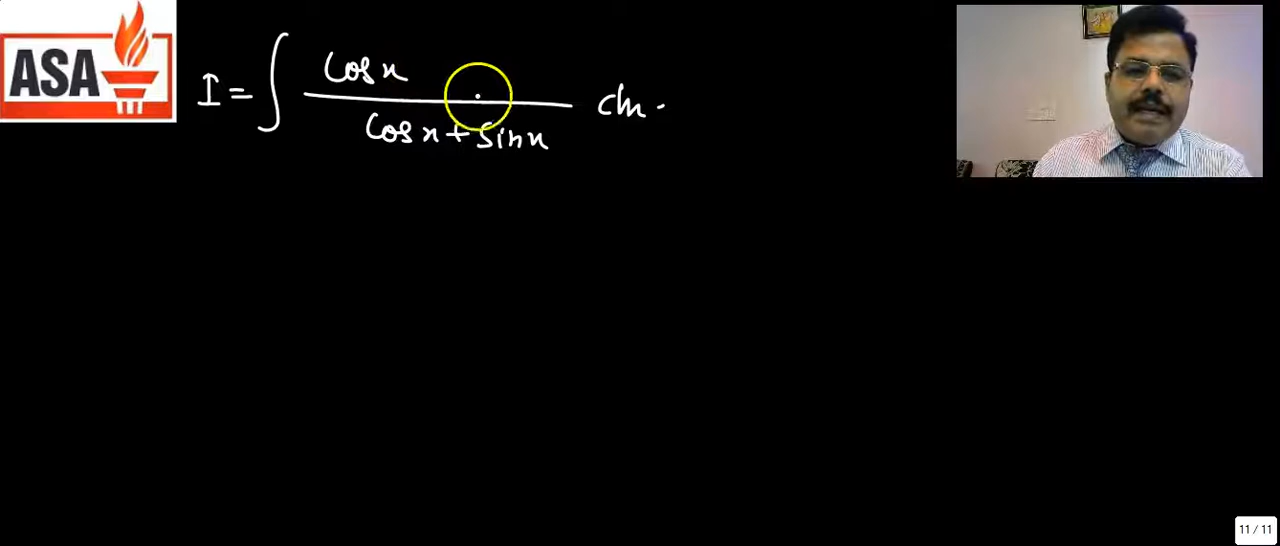 ASA
I = ∫ cos x / (cos x + sin x) dx .
11 / 11